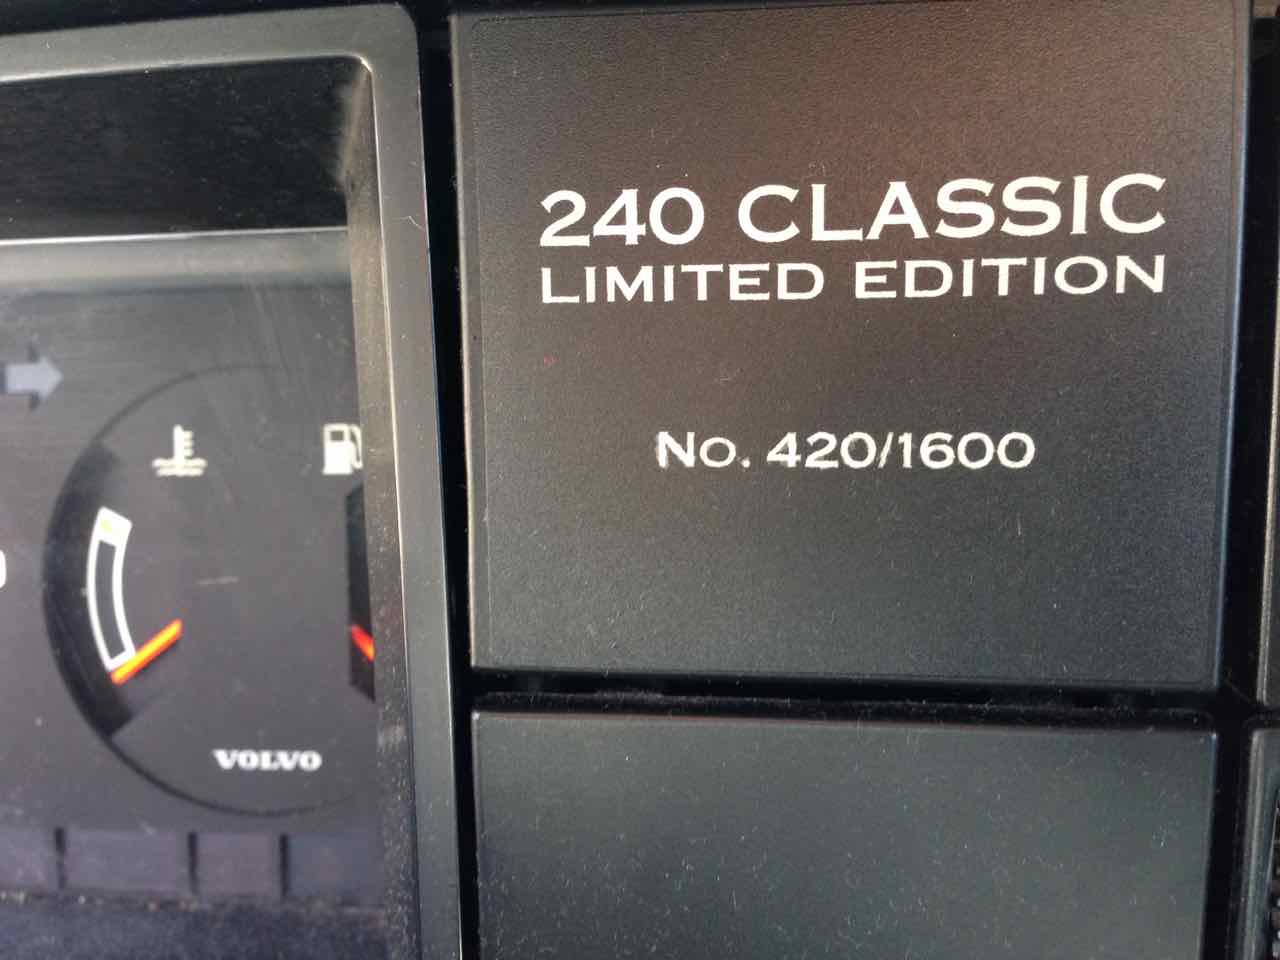 240 CLASSIC
LIMITED EDITION
No. 420/1600
VOLVO